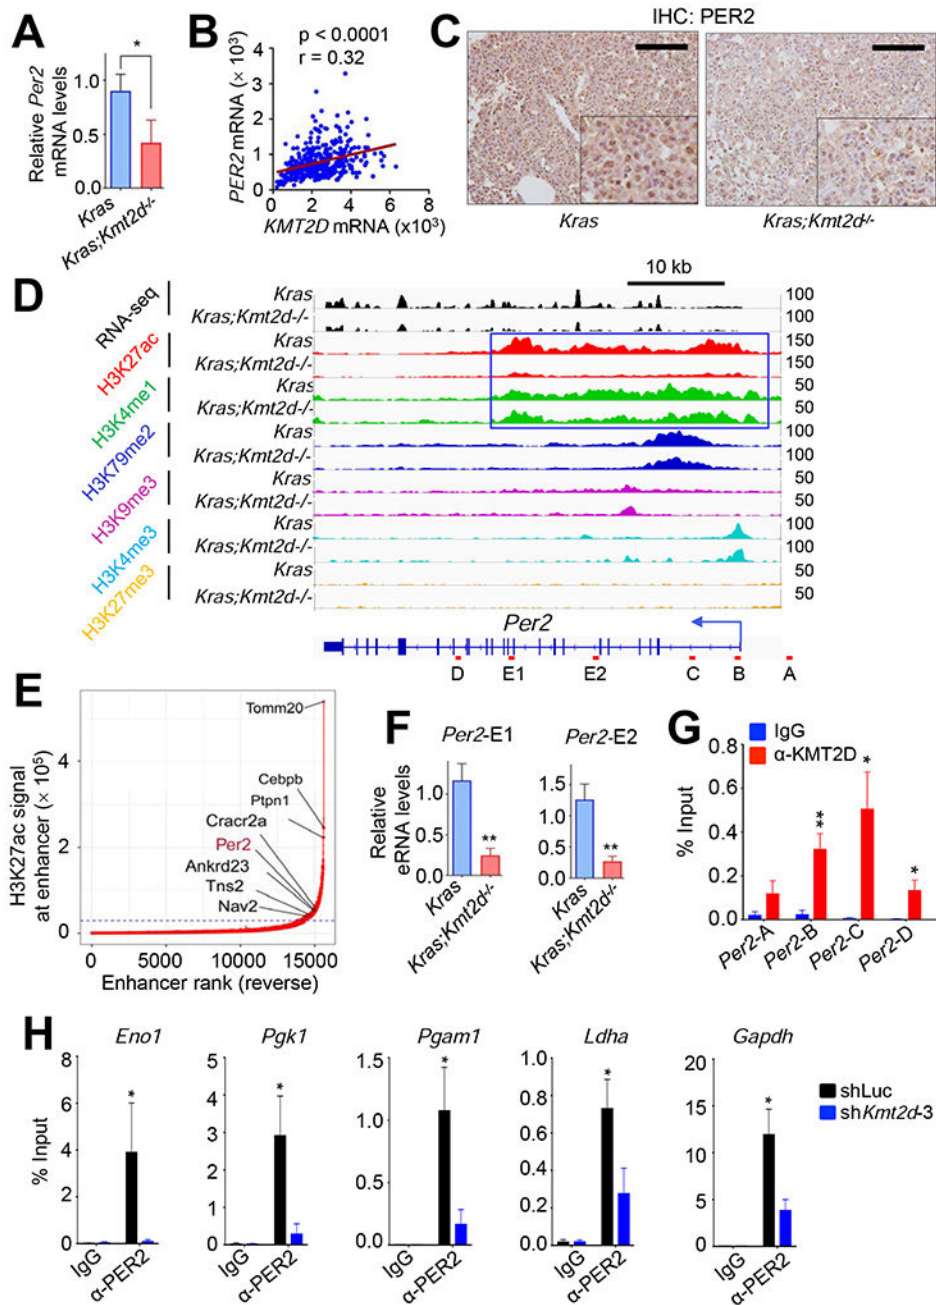 A
Relative Per2
mRNA levels
1.0
0.5
0.0
*
Kras
Kras;Kmt2d-/-
B
p < 0.0001
r = 0.32
PER2 mRNA (× 10³)
4
3
2
1
0
0 2 4 6 8
KMT2D mRNA (x10³)
C
IHC: PER2
Kras
Kras;Kmt2d-/-
D
10 kb
RNA-seq
Kras
100
Kras;Kmt2d-/-
100
H3K27ac
Kras
150
Kras;Kmt2d-/-
150
H3K4me1
Kras
50
Kras;Kmt2d-/-
50
H3K79me2
Kras
100
Kras;Kmt2d-/-
100
H3K9me3
Kras
50
Kras;Kmt2d-/-
50
H3K4me3
Kras
100
Kras;Kmt2d-/-
100
H3K27me3
Kras
50
Kras;Kmt2d-/-
50
Per2
D E1 E2 C B A
E
H3K27ac signal
at enhancer (× 10⁵)
4
2
0
Tomm20
Cebpb
Ptpn1
Cracr2a
Per2
Ankrd23
Tns2
Nav2
0 5000 10000 15000
Enhancer rank (reverse)
F
Per2-E1
Relative
eRNA levels
1.0
0.5
0.0
**
Kras
Kras;Kmt2d-/-
Per2-E2
2.0
1.0
0.0
**
Kras
Kras;Kmt2d-/-
G
IgG
α-KMT2D
% Input
0.8
0.6
0.4
0.2
0.0
**
*
*
Per2-A
Per2-B
Per2-C
Per2-D
H
Eno1
% Input
8
6
4
2
0
*
IgG
α-PER2
Pgk1
5
4
3
2
1
0
*
IgG
α-PER2
Pgam1
1.5
1.0
0.5
0.0
*
IgG
α-PER2
Ldha
1.0
0.8
0.6
0.4
0.2
0.0
*
IgG
α-PER2
Gapdh
20
15
10
5
0
*
IgG
α-PER2
shLuc
shKmt2d-3